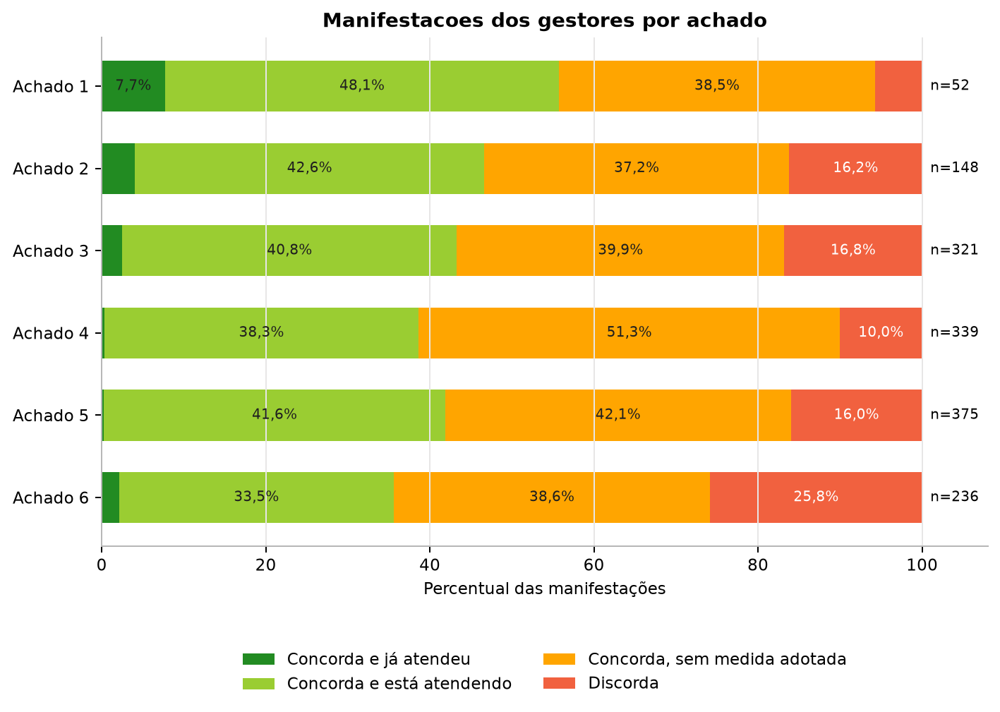 Manifestacoes dos gestores por achado
Achado 1 7,7% 48,1% 38,5% n=52
Achado 2 42,6% 37,2% 16,2% n=148
Achado 3 40,8% 39,9% 16,8% n=321
Achado 4 38,3% 51,3% 10,0% n=339
Achado 5 41,6% 42,1% 16,0% n=375
Achado 6 33,5% 38,6% 25,8% n=236
0 20 40 60 80 100
Percentual das manifestações
Concorda e já atendeu
Concorda e está atendendo
Concorda, sem medida adotada
Discorda